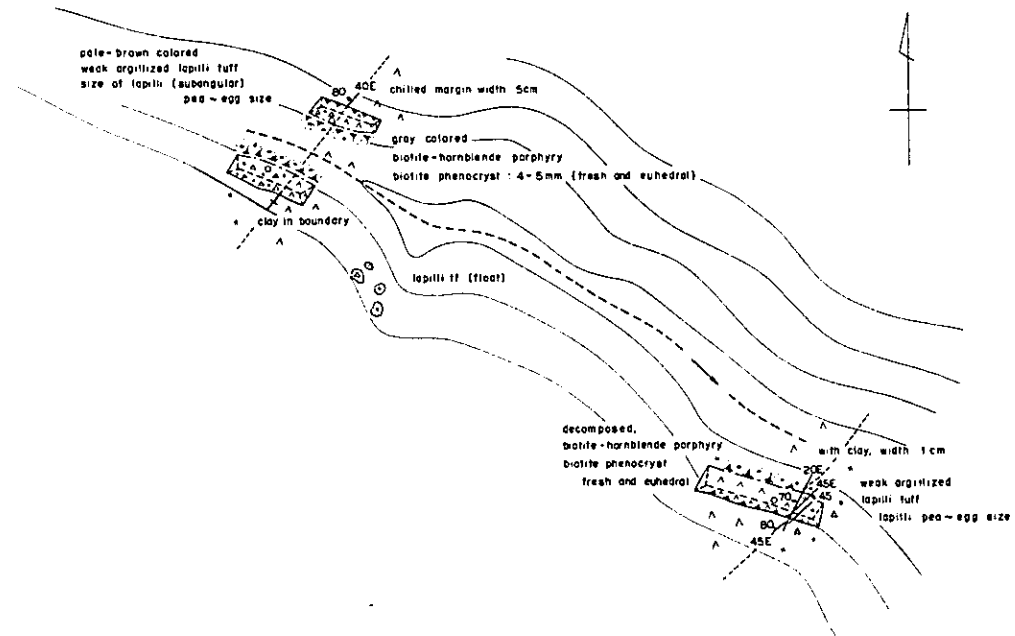 pale-brown colored
weak argillized lapilli tuff
size of lapilli (subangular)
pea ~ egg size
80
40E
chilled margin width 5cm
gray colored
biotite-hornblende porphyry
biotite phenocryst : 4-5mm (fresh and euhedral)
clay in boundary
lapilli tf (float)
decomposed,
biotite-hornblende porphyry
biotite phenocryst
fresh and euhedral
with clay, width 1cm
20E
45E
weak argillized
70
45
lapilli tuff
lapilli pea~egg size
80
45E